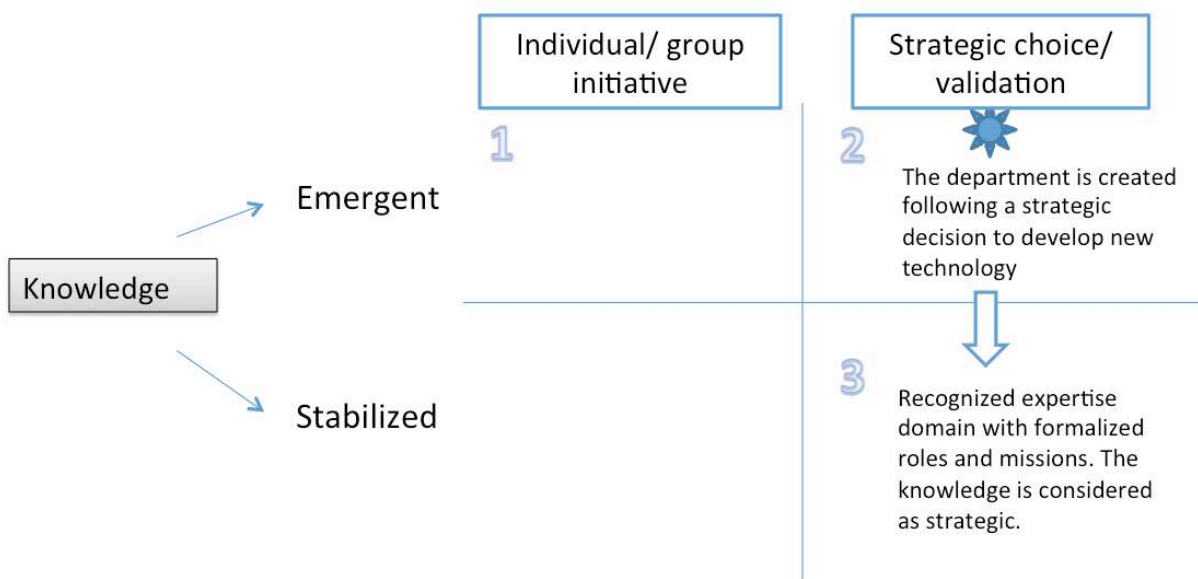 Individual/ group
initiative
Strategic choice/
validation
1
2
Emergent
The department is created
following a strategic
decision to develop new
technology
Knowledge
3
Stabilized
Recognized expertise
domain with formalized
roles and missions. The
knowledge is considered
as strategic.